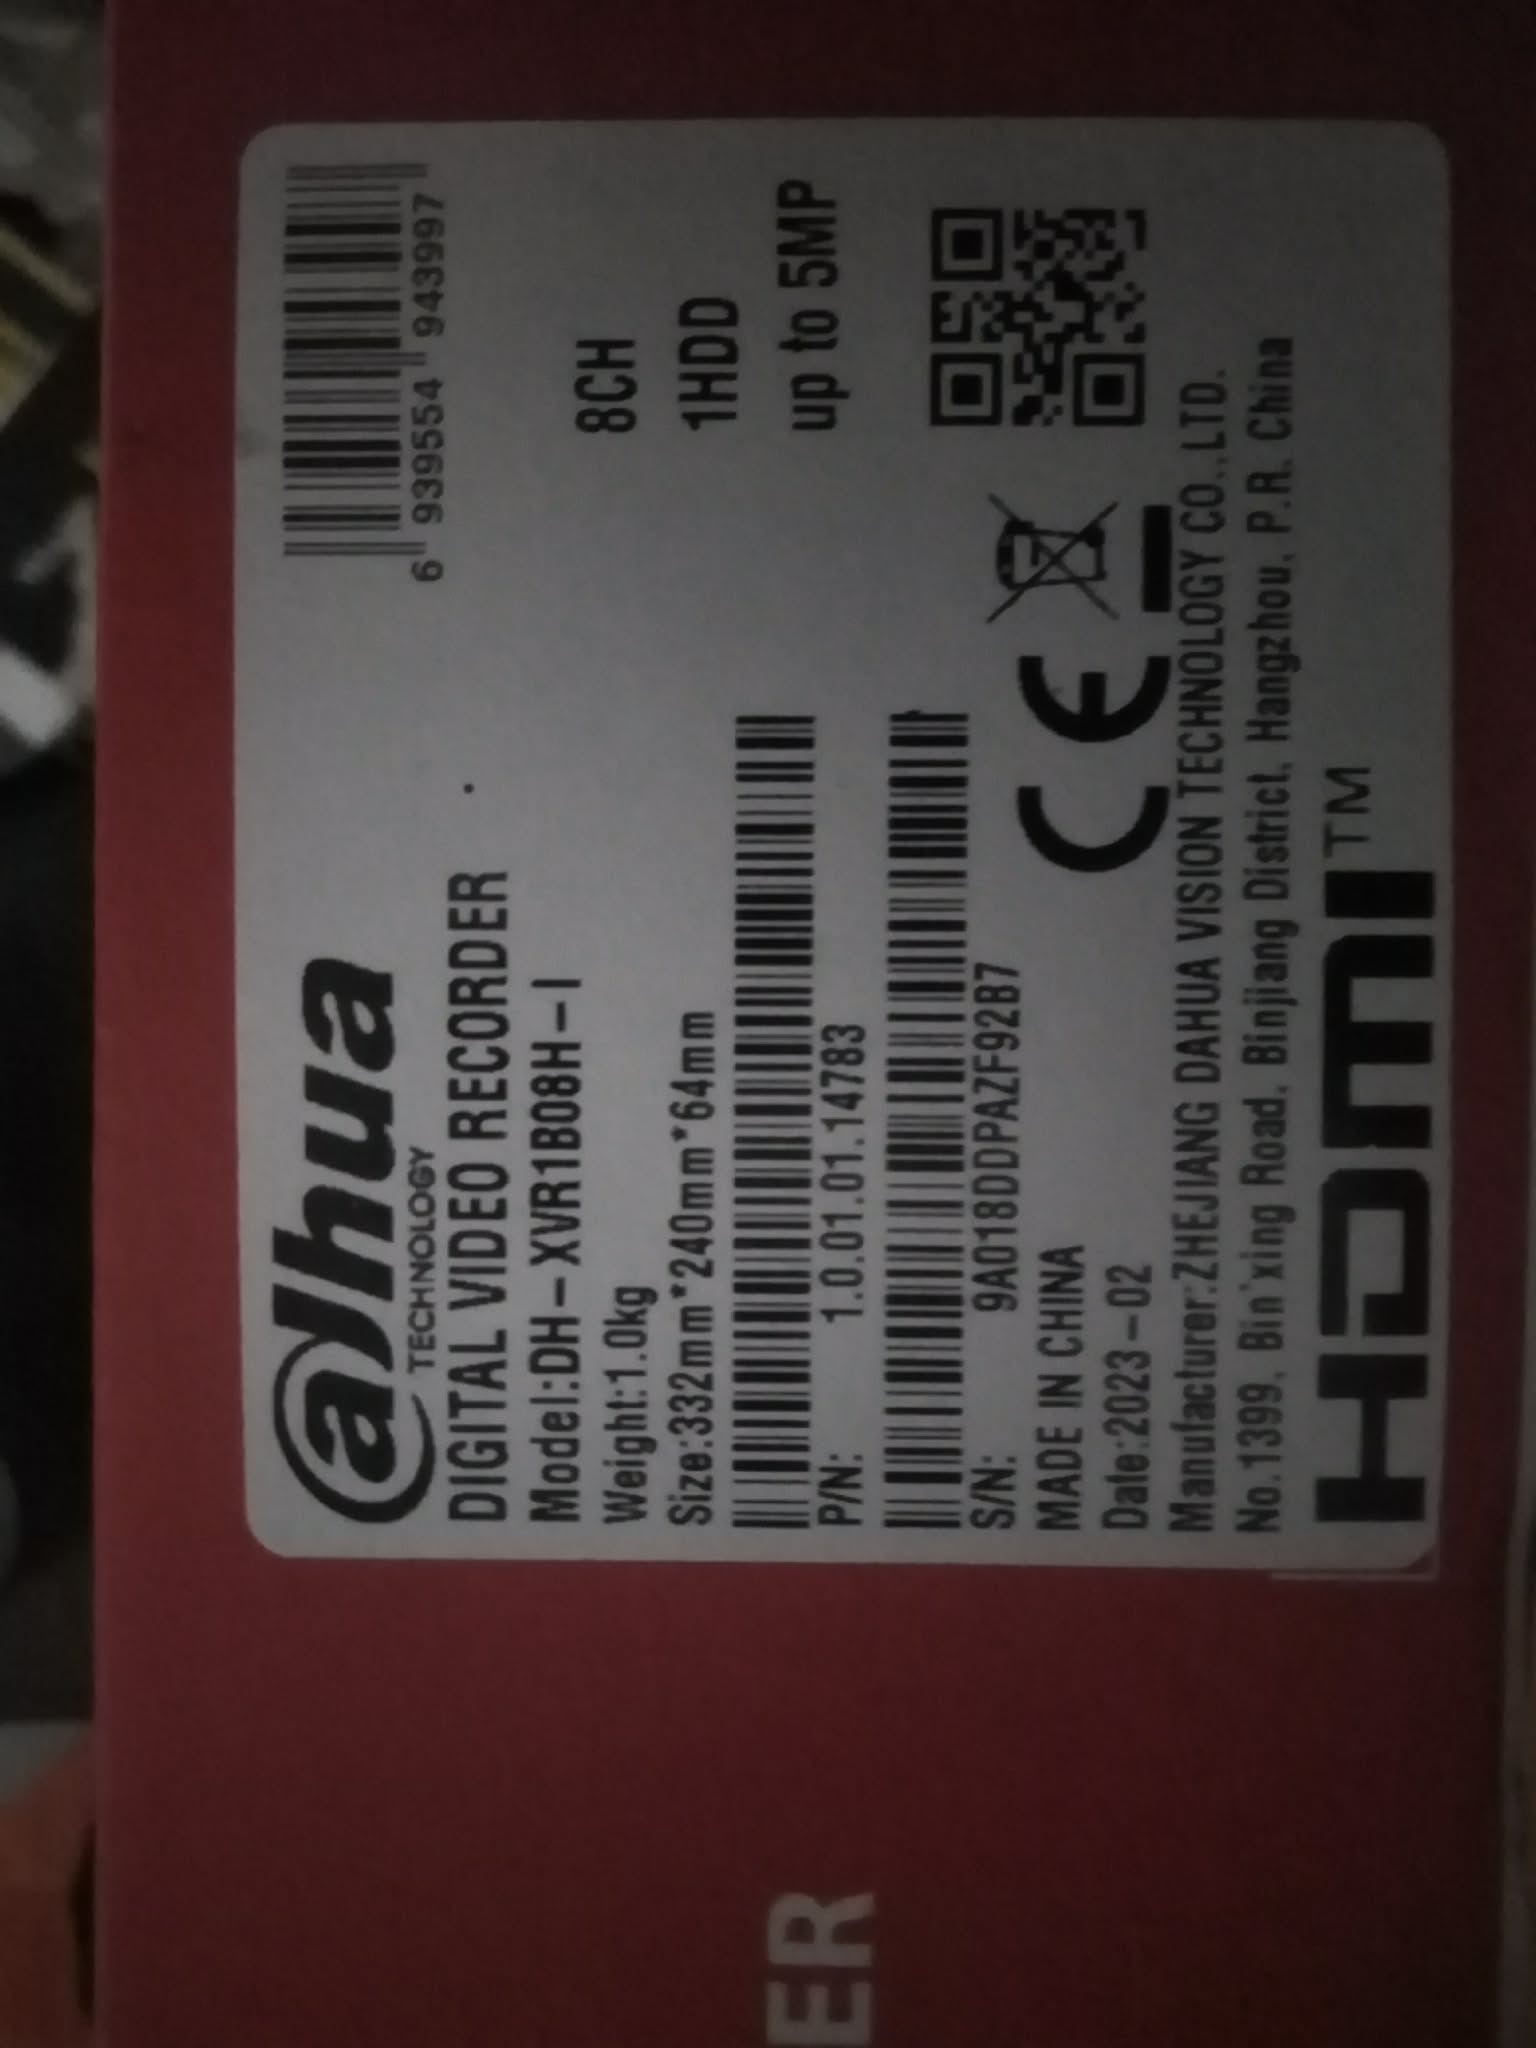 alhua
TECHNOLOGY
6 939554 943997
DIGITAL VIDEO RECORDER
Model:DH-XVR1B08H-I
8CH
Weight:1.0kg
1HDD
Size:332mm*240mm*64mm
up to 5MP
P/N: 1.0.01.01.14783
S/N: 9A018DDPAZF92B7
MADE IN CHINA
Date:2023-02
CE
Manufacturer:ZHEJIANG DAHUA VISION TECHNOLOGY CO.,LTD.
No.1399, Bin'xing Road, Binjiang District, Hangzhou, P.R. China
HDMI™
ER